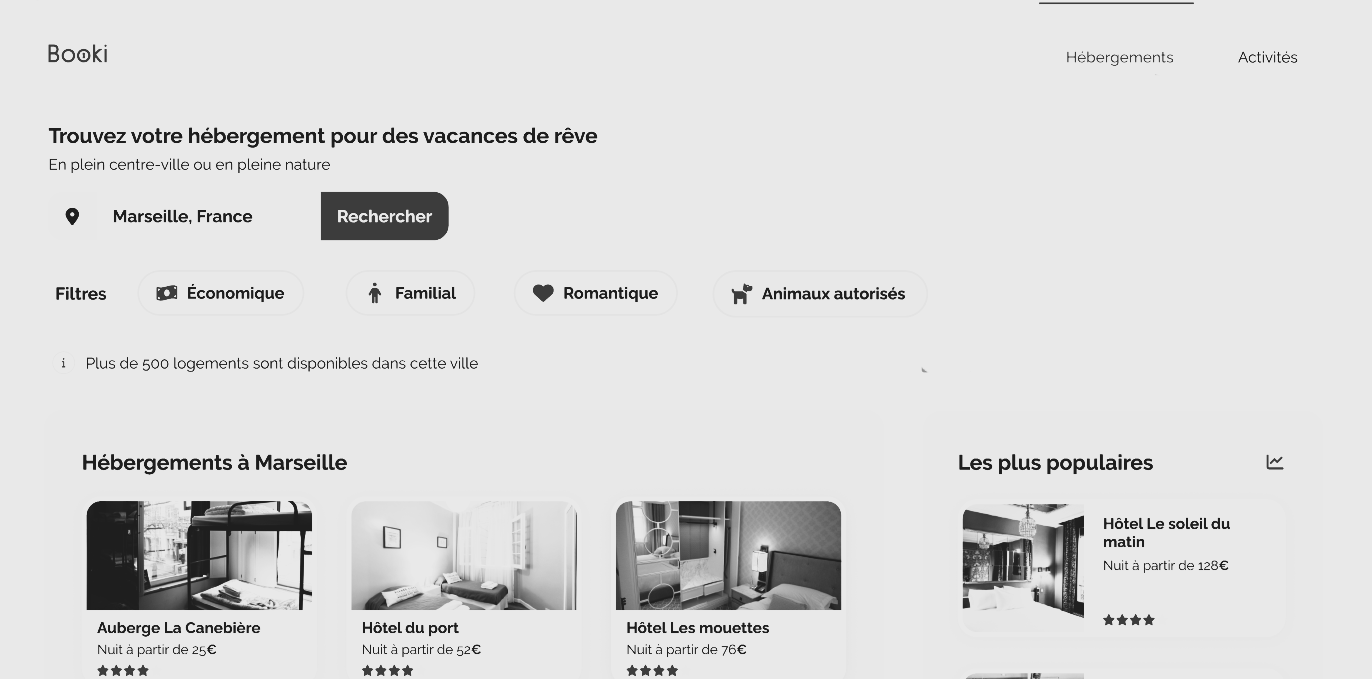 Booki
Hébergements
Activités
Trouvez votre hébergement pour des vacances de rêve
En plein centre-ville ou en pleine nature
Marseille, France
Rechercher
Filtres
Économique
Familial
Romantique
Animaux autorisés
i
Plus de 500 logements sont disponibles dans cette ville
Hébergements à Marseille
Auberge La Canebière
Nuit à partir de 25€
Hôtel du port
Nuit à partir de 52€
Hôtel Les mouettes
Nuit à partir de 76€
Les plus populaires
Hôtel Le soleil du
matin
Nuit à partir de 128€